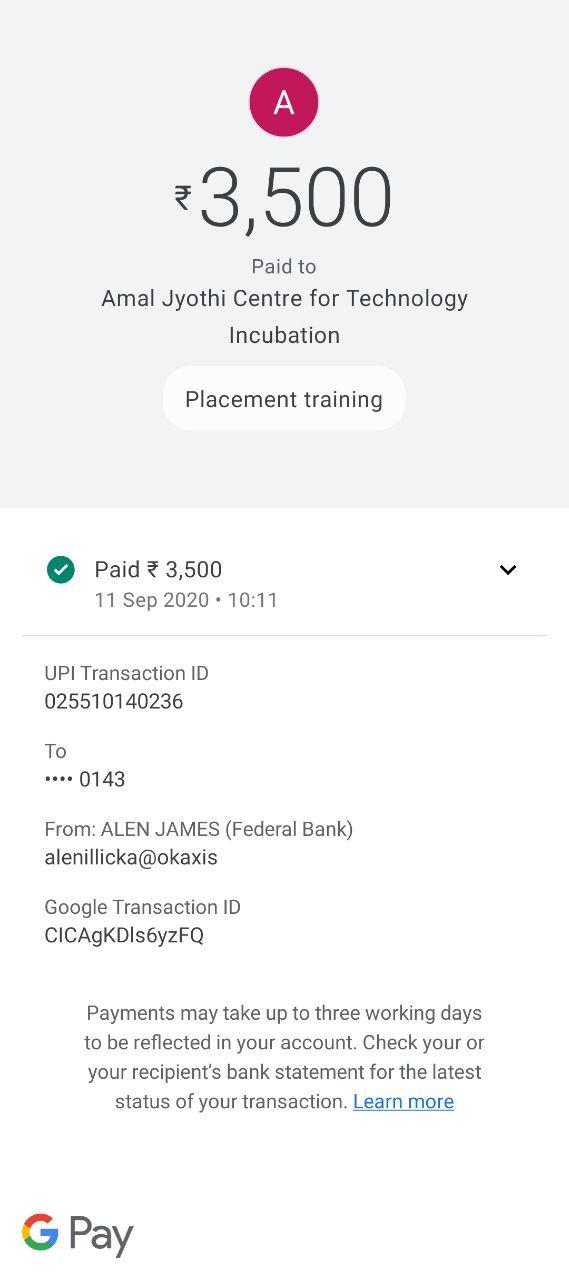 A
₹3,500
Paid to
Amal Jyothi Centre for Technology
Incubation
Placement training
Paid ₹ 3,500
11 Sep 2020 • 10:11
UPI Transaction ID
025510140236
To
•••• 0143
From: ALEN JAMES (Federal Bank)
alenillicka@okaxis
Google Transaction ID
CICAgKDls6yzFQ
Payments may take up to three working days
to be reflected in your account. Check your or
your recipient's bank statement for the latest
status of your transaction. Learn more
G Pay